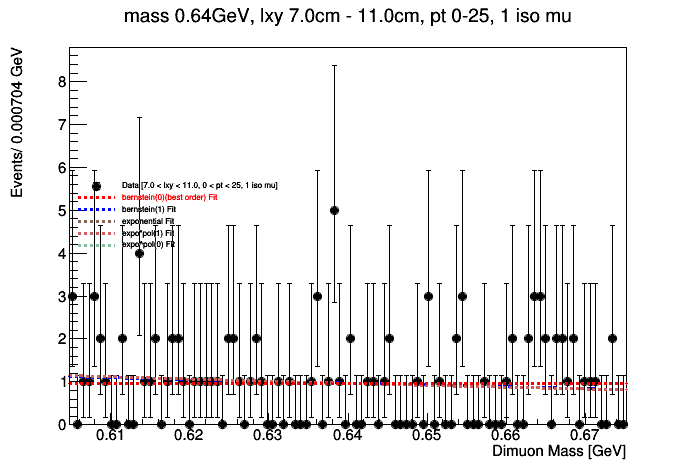 mass 0.64GeV, lxy 7.0cm - 11.0cm, pt 0-25, 1 iso mu
Events/ 0.000704 GeV
8
7
6
5
4
3
2
1
0
Data [7.0 < lxy < 11.0, 0 < pt < 25, 1 iso mu]
bernstein(0)(best order) Fit
bernstein(1) Fit
exponential Fit
expo*pol(1) Fit
expo*pol(0) Fit
0.61 0.62 0.63 0.64 0.65 0.66 0.67
Dimuon Mass [GeV]